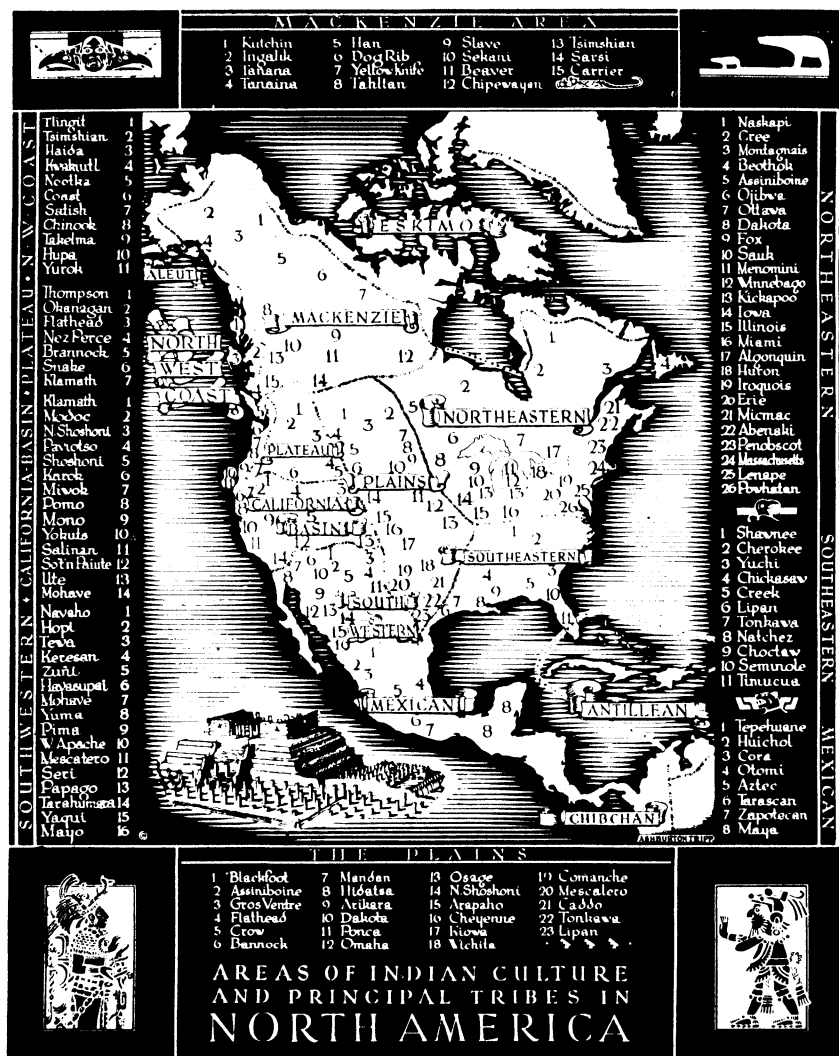 MACKENZIE AREA
1 Kutchin 5 Han 9 Slave 13 Tsimshian
2 Ingalik 6 Dog Rib 10 Sekani 14 Sarsi
3 Tanana 7 Yellow Knife 11 Beaver 15 Carrier
4 Tanaina 8 Tahltan 12 Chipewayan
N·W·COAST
Tlingit 1
Tsimshian 2
Haida 3
Kwakiutl 4
Nootka 5
Coast 6
Salish 7
Chinook 8
Takelma 9
Hupa 10
Yurok 11
PLATEAU
Thompson 1
Okanagan 2
Flathead 3
Nez Perce 4
Brannock 5
Snake 6
Klamath 7
CALIFORNIA·BASIN
Klamath 1
Modoc 2
N.Shoshoni 3
Paviotso 4
Shoshoni 5
Karok 6
Miwok 7
Pomo 8
Mono 9
Yokuts 10
Salinan 11
So't'n Paiute 12
Ute 13
Mohave 14
SOUTHWESTERN
Navaho 1
Hopi 2
Tewa 3
Keresan 4
Zuñi 5
Havasupai 6
Mohave 7
Yuma 8
Pima 9
W. Apache 10
Mescalero 11
Seri 12
Papago 13
Tarahumara 14
Yaqui 15
Mayo 16
©
ESKIMO
ALEUT
MACKENZIE
NORTH
WEST
COAST
NORTHEASTERN
PLATEAU
PLAINS
CALIFORNIA
BASIN
SOUTHEASTERN
SOUTH
WESTERN
MEXICAN
ANTILLEAN
CHIBCHAN
ASHBURTON TRIPP
NORTHEASTERN
1 Naskapi
2 Cree
3 Montagnais
4 Beothok
5 Assiniboine
6 Ojibwa
7 Ottawa
8 Dakota
9 Fox
10 Sauk
11 Menomini
12 Winnebago
13 Kickapoo
14 Iowa
15 Illinois
16 Miami
17 Algonquin
18 Huron
19 Iroquois
20 Erie
21 Micmac
22 Abenski
23 Penobscot
24 Massachusetts
25 Lenape
26 Powhatan
SOUTHEASTERN
1 Shawnee
2 Cherokee
3 Yuchi
4 Chickasaw
5 Creek
6 Lipan
7 Tonkawa
8 Natchez
9 Choctaw
10 Seminole
11 Timucua
MEXICAN
1 Tepehuane
2 Huichol
3 Cora
4 Otomi
5 Aztec
6 Tarascan
7 Zapotecan
8 Maya
THE PLAINS
1 Blackfoot 7 Mandan 13 Osage 19 Comanche
2 Assiniboine 8 Hidatsa 14 N.Shoshoni 20 Mescalero
3 Gros Ventre 9 Arikara 15 Arapaho 21 Caddo
4 Flathead 10 Dakota 16 Cheyenne 22 Tonkawa
5 Crow 11 Ponca 17 Kiowa 23 Lipan
6 Bannock 12 Omaha 18 Wichita
AREAS OF INDIAN CULTURE
AND PRINCIPAL TRIBES IN
NORTH AMERICA